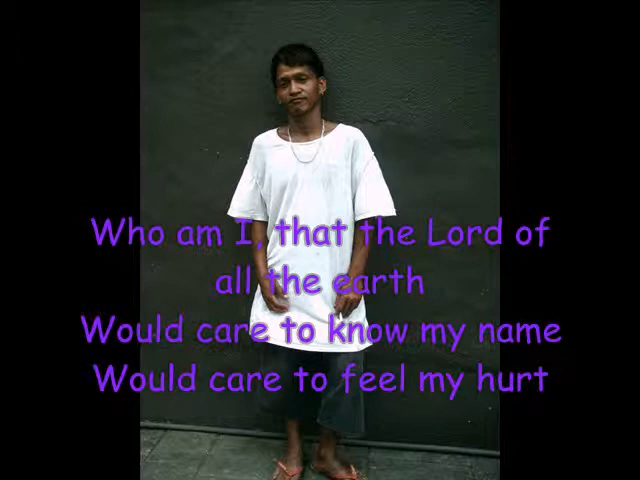 Who am I, that the Lord of
all the earth
Would care to know my name
Would care to feel my hurt